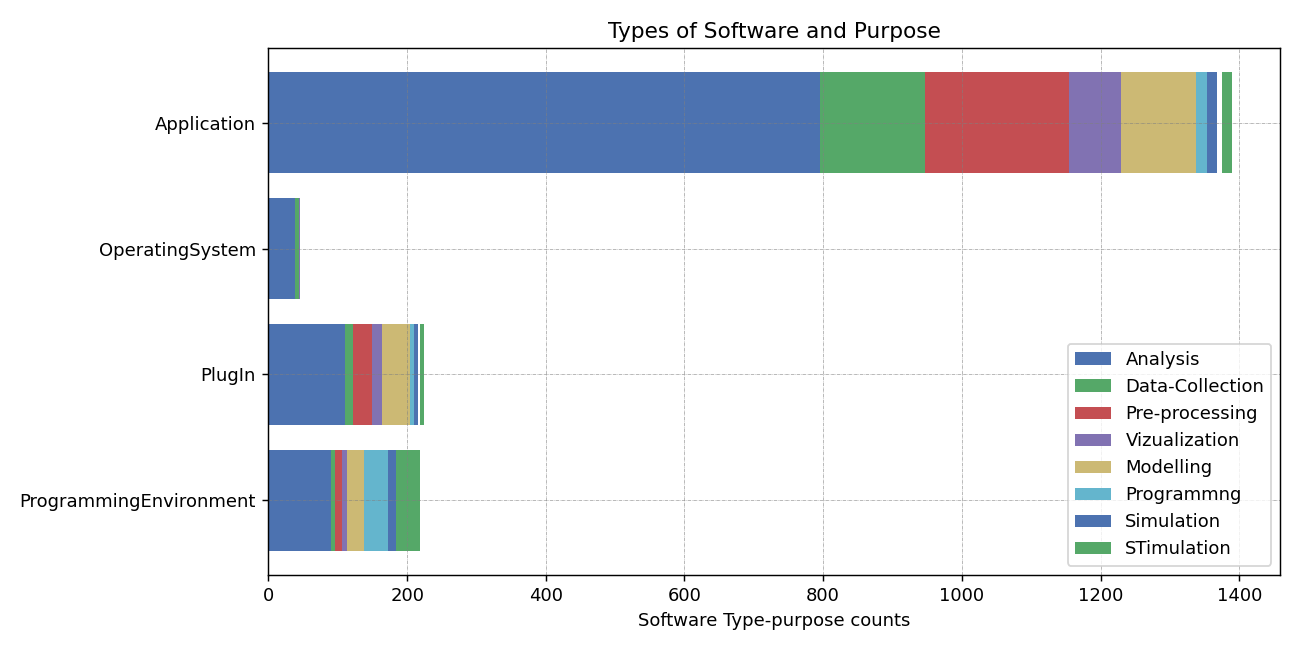 Types of Software and Purpose
Application
OperatingSystem
PlugIn
ProgrammingEnvironment
Analysis
Data-Collection
Pre-processing
Vizualization
Modelling
Programmng
Simulation
STimulation
0 200 400 600 800 1000 1200 1400
Software Type-purpose counts